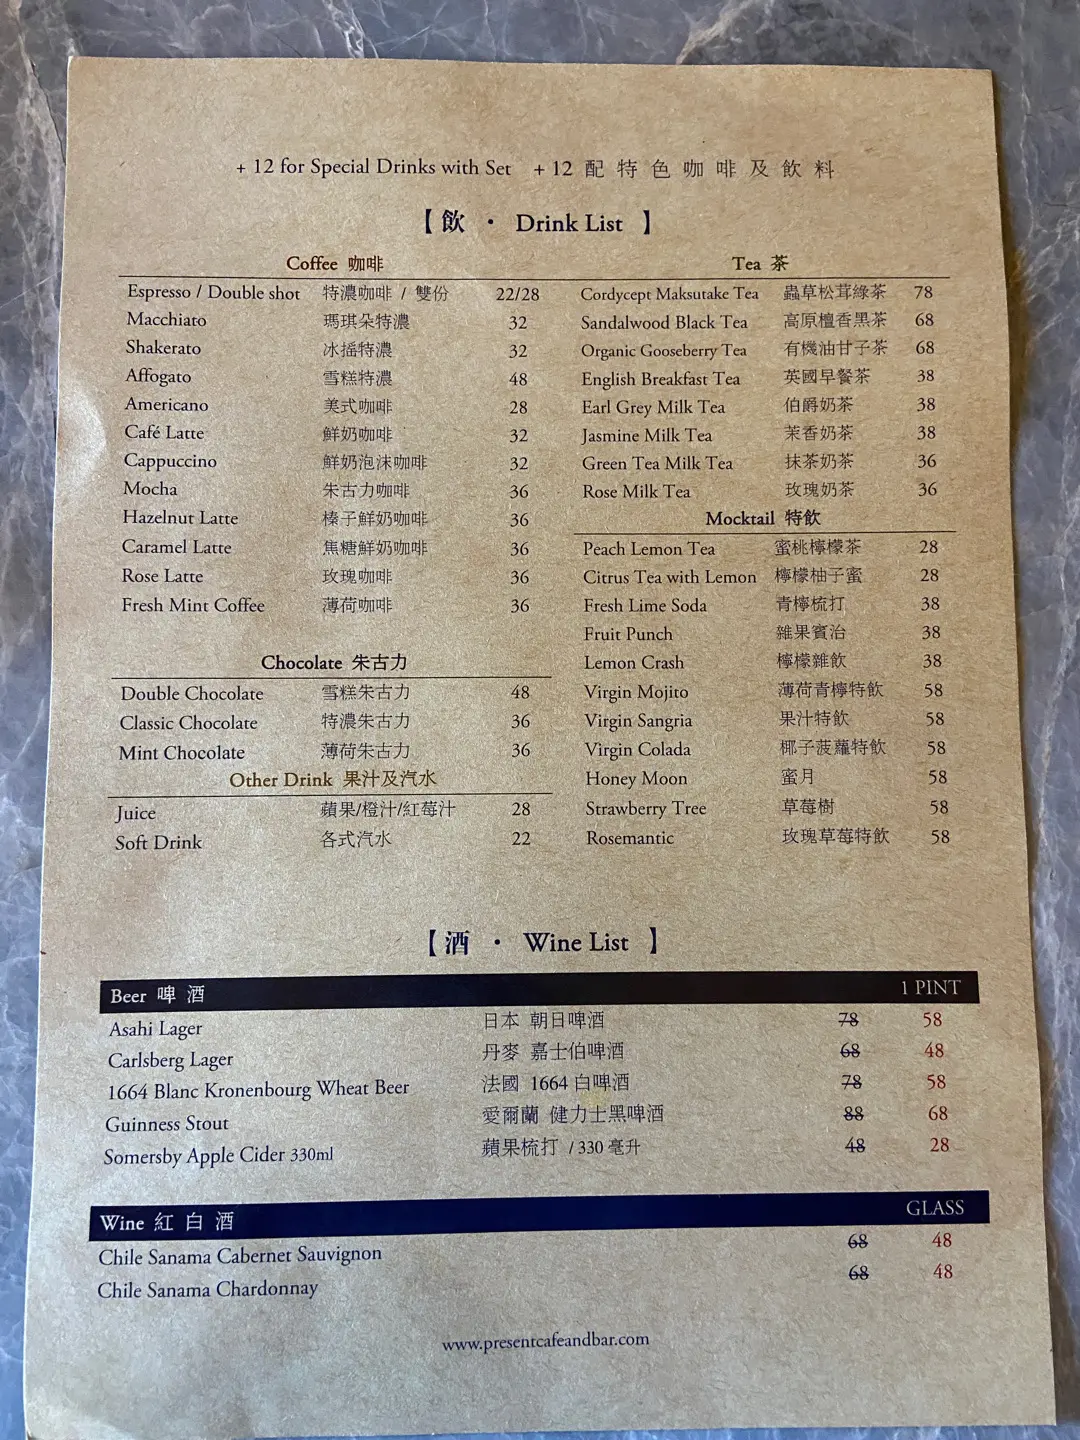 + 12 for Special Drinks with Set + 12 配特色咖啡及飲料
【飲 · Drink List 】
Coffee 咖啡
Espresso / Double shot 特濃咖啡 / 雙份 22/28
Macchiato 瑪琪朵特濃 32
Shakerato 冰搖特濃 32
Affogato 雪糕特濃 48
Americano 美式咖啡 28
Café Latte 鮮奶咖啡 32
Cappuccino 鮮奶泡沫咖啡 32
Mocha 朱古力咖啡 36
Hazelnut Latte 榛子鮮奶咖啡 36
Caramel Latte 焦糖鮮奶咖啡 36
Rose Latte 玫瑰咖啡 36
Fresh Mint Coffee 薄荷咖啡 36
Chocolate 朱古力
Double Chocolate 雪糕朱古力 48
Classic Chocolate 特濃朱古力 36
Mint Chocolate 薄荷朱古力 36
Other Drink 果汁及汽水
Juice 蘋果/橙汁/紅莓汁 28
Soft Drink 各式汽水 22
Tea 茶
Cordycept Maksutake Tea 蟲草松茸綠茶 78
Sandalwood Black Tea 高原檀香黑茶 68
Organic Gooseberry Tea 有機油甘子茶 68
English Breakfast Tea 英國早餐茶 38
Earl Grey Milk Tea 伯爵奶茶 38
Jasmine Milk Tea 茉香奶茶 38
Green Tea Milk Tea 抹茶奶茶 36
Rose Milk Tea 玫瑰奶茶 36
Mocktail 特飲
Peach Lemon Tea 蜜桃檸檬茶 28
Citrus Tea with Lemon 檸檬柚子蜜 28
Fresh Lime Soda 青檸梳打 38
Fruit Punch 雜果賓治 38
Lemon Crash 檸檬雜飲 38
Virgin Mojito 薄荷青檸特飲 58
Virgin Sangria 果汁特飲 58
Virgin Colada 椰子菠蘿特飲 58
Honey Moon 蜜月 58
Strawberry Tree 草莓樹 58
Rosemantic 玫瑰草莓特飲 58
【酒 · Wine List 】
Beer 啤酒 1 PINT
Asahi Lager 日本 朝日啤酒 78 58
Carlsberg Lager 丹麥 嘉士伯啤酒 68 48
1664 Blanc Kronenbourg Wheat Beer 法國 1664 白啤酒 78 58
Guinness Stout 愛爾蘭 健力士黑啤酒 88 68
Somersby Apple Cider 330ml 蘋果梳打 / 330 毫升 48 28
Wine 紅白酒 GLASS
Chile Sanama Cabernet Sauvignon 68 48
Chile Sanama Chardonnay 68 48
www.presentcafeandbar.com